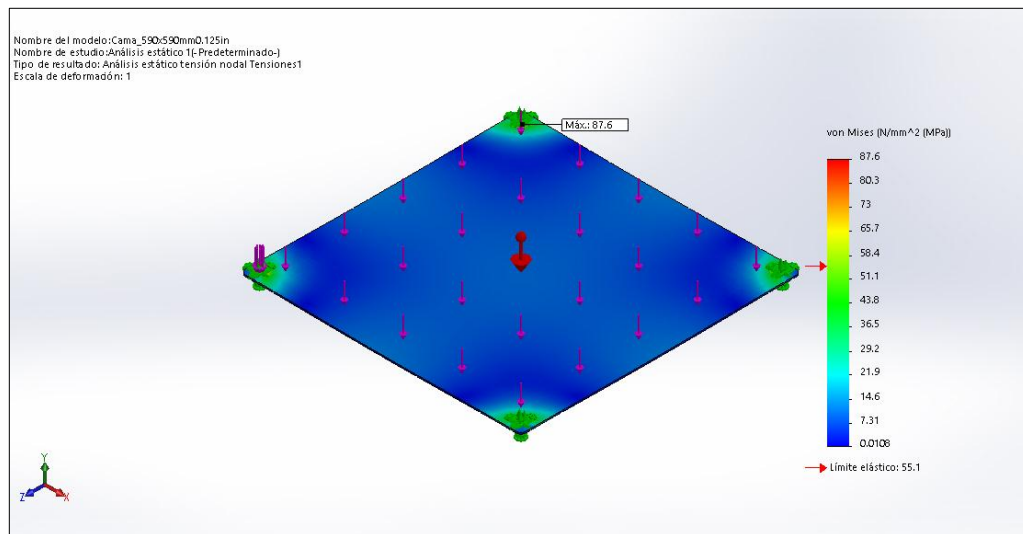 Nombre del modelo:Cama_590x590mm0.125in
Nombre de estudio:Análisis estático 1(-Predeterminado-)
Tipo de resultado: Análisis estático tensión nodal Tensiones1
Escala de deformación: 1
Máx.: 87.6
von Mises (N/mm^2 (MPa))
87.6
80.3
73
65.7
58.4
51.1
43.8
36.5
29.2
21.9
14.6
7.31
0.0108
Límite elástico: 55.1
Y
Z
X